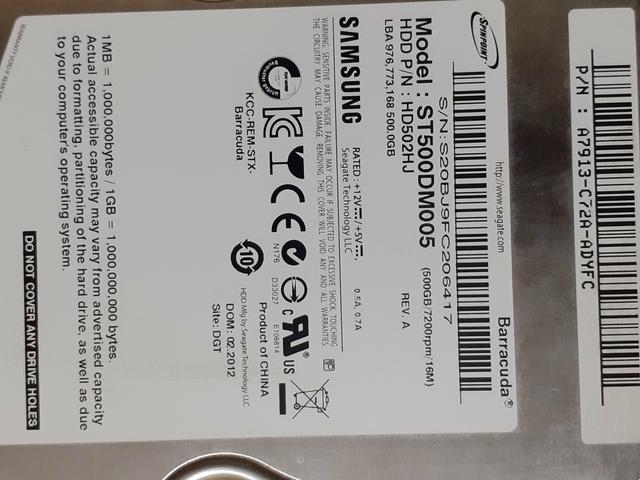 P/N : A7913-C72A-ADYFC
SPINPOINT
http://www.seagate.com
Barracuda®
S/N:S20BJ9FC206417
Model : ST500DM005 (500GB/7200rpm/16M)
HDD P/N : HD502HJ REV. A
LBA 976,773,168 500.0GB
SAMSUNG RATED : +12V /+5V , 0.5A, 0.7A
Seagate Technology LLC
WARNING: SENSITIVE PARTS INSIDE. FAILURE MAY OCCUR IF SUBJECTED TO EXCESSIVE SHOCK. TOUCHING
THE CIRCUITRY MAY CAUSE DAMAGE. REMOVING THIS COVER WILL VOID ANY AND ALL WARRANTIES
CE
N176
D33027
E106814
c US
10
Product of CHINA
KCC-REM-STX-
Barracuda
HDD Mfg by Seagate Technology LLC
DOM: 02.2012
Site: DGT
1MB = 1,000,000bytes / 1GB = 1,000,000,000 bytes.
Actual accessible capacity may vary from advertised capacity
due to formatting, partitioning of the hard drive, as well as due
to your computer's operating system.
DO NOT COVER ANY DRIVE HOLES